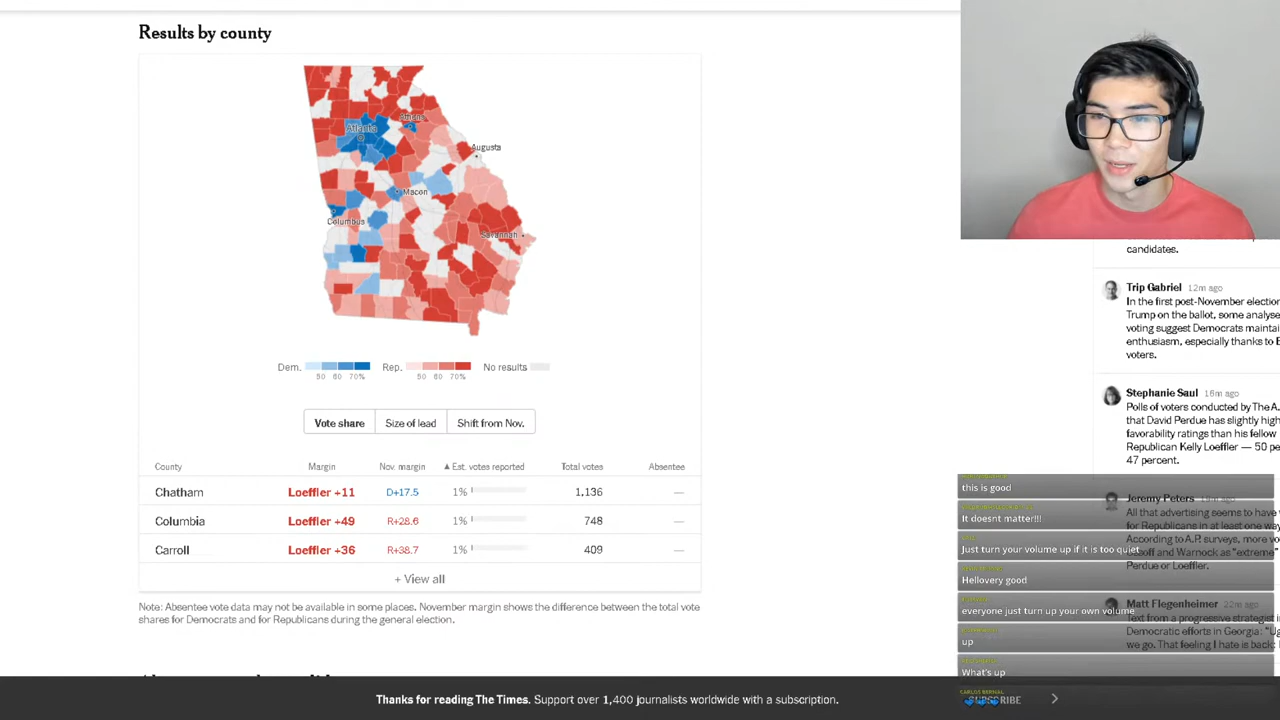 Results by county
Atlanta
Athens
Augusta
Macon
Columbus
Savannah
Dem.
50 60 70%
Rep.
50 60 70%
No results
Vote share
Size of lead
Shift from Nov.
County Margin Nov. margin ▲ Est. votes reported Total votes Absentee
Chatham Loeffler +11 D+17.5 1% 1,136 —
Columbia Loeffler +49 R+28.6 1% 748 —
Carroll Loeffler +36 R+38.7 1% 409 —
+ View all
Note: Absentee vote data may not be available in some places. November margin shows the difference between the total vote
shares for Democrats and for Republicans during the general election.
Thanks for reading The Times. Support over 1,400 journalists worldwide with a subscription.
candidates.
Trip Gabriel 12m ago
In the first post-November election
Trump on the ballot, some analyse
voting suggest Democrats maintai
enthusiasm, especially thanks to B
voters.
Stephanie Saul 16m ago
Polls of voters conducted by The A.
that David Perdue has slightly high
favorability ratings than his fellow
Republican Kelly Loeffler — 50 pe
47 percent.
Jeremy Peters
All that advertising seems to have
for Republicans in at least one way
According to A.P. surveys, more vo
and Warnock as “extreme”
Perdue or Loeffler.
Matt Flegenheimer 22m ago
Text from a progressive strategist i
Democratic efforts in Georgia: “Ug
we go. That feeling I hate is back:
this is good
It doesnt matter!!!
Just turn your volume up if it is too quiet
Hellovery good
everyone just turn up your own volume
up
What's up
SUBSCRIBE